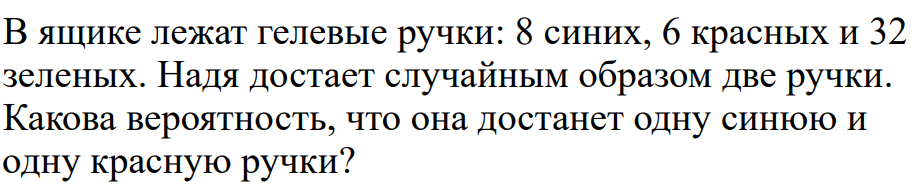 В ящике лежат гелевые ручки: 8 синих, 6 красных и 32
зеленых. Надя достает случайным образом две ручки.
Какова вероятность, что она достанет одну синюю и
одну красную ручки?